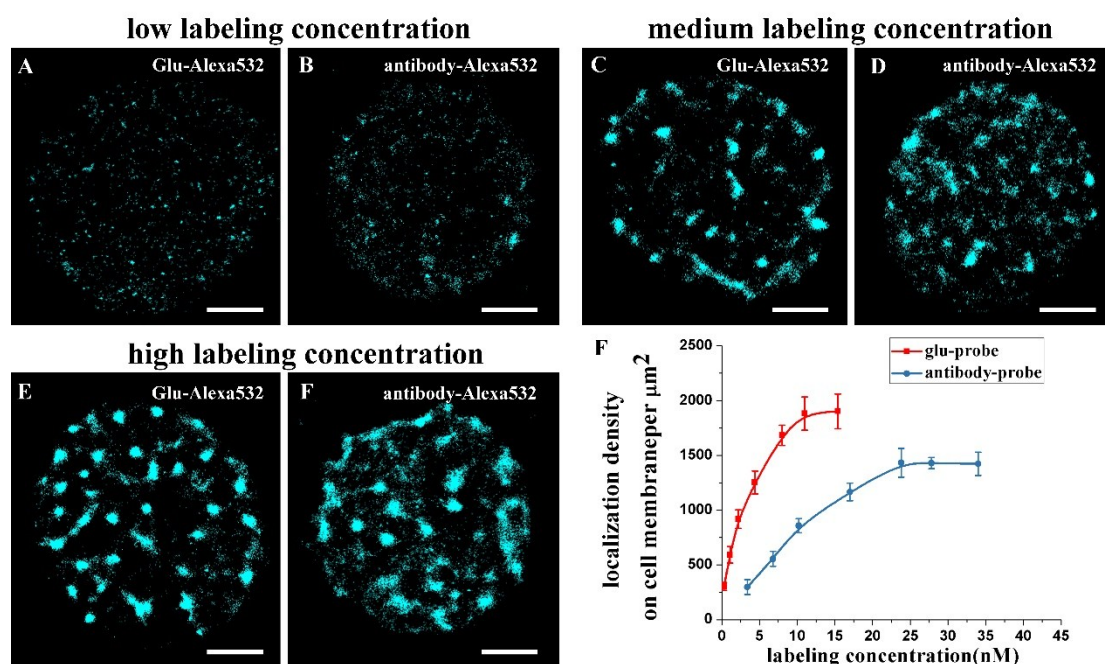 low labeling concentration
medium labeling concentration
A
Glu-Alexa532
B
antibody-Alexa532
C
Glu-Alexa532
D
antibody-Alexa532
high labeling concentration
E
Glu-Alexa532
F
antibody-Alexa532
F
glu-probe
antibody-probe
localization density
on cell membraneper μm²
2500
2000
1500
1000
500
0
0 5 10 15 20 25 30 35 40 45
labeling concentration(nM)